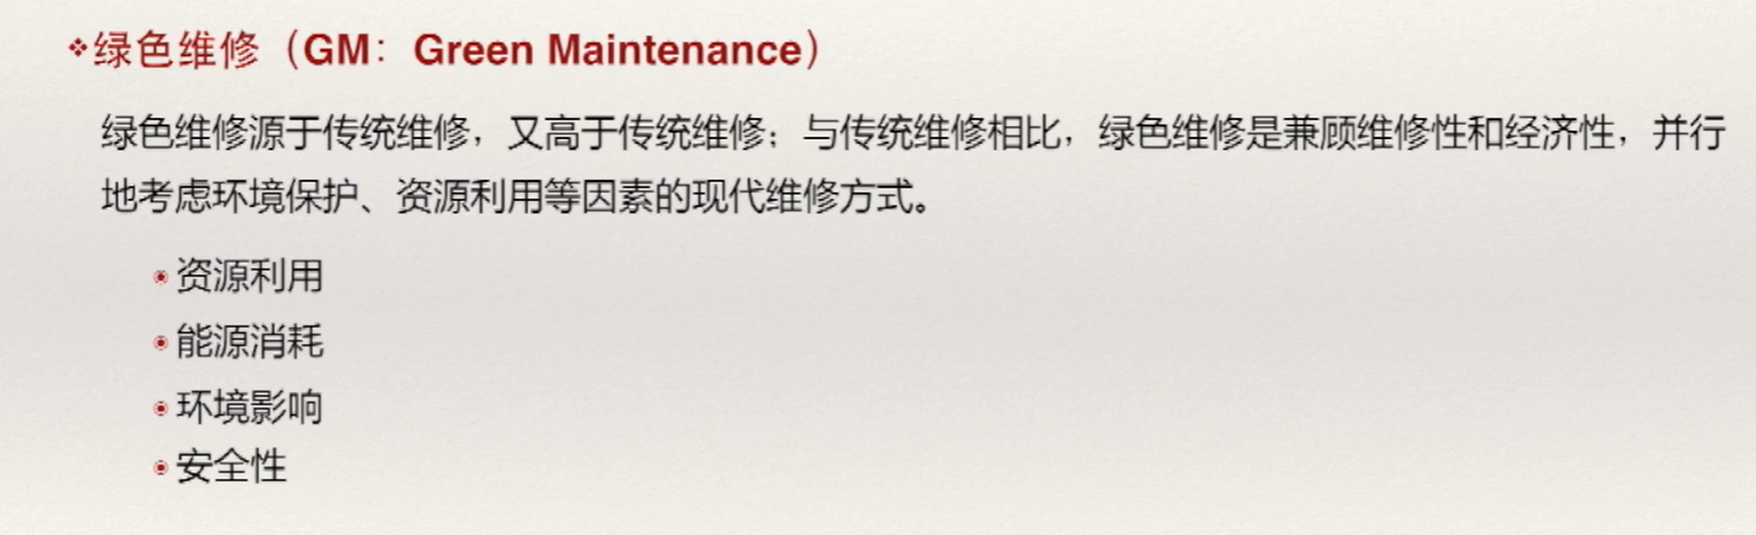 ❖绿色维修（GM：Green Maintenance）
绿色维修源于传统维修，又高于传统维修；与传统维修相比，绿色维修是兼顾维修性和经济性，并行
地考虑环境保护、资源利用等因素的现代维修方式。
资源利用
能源消耗
环境影响
安全性